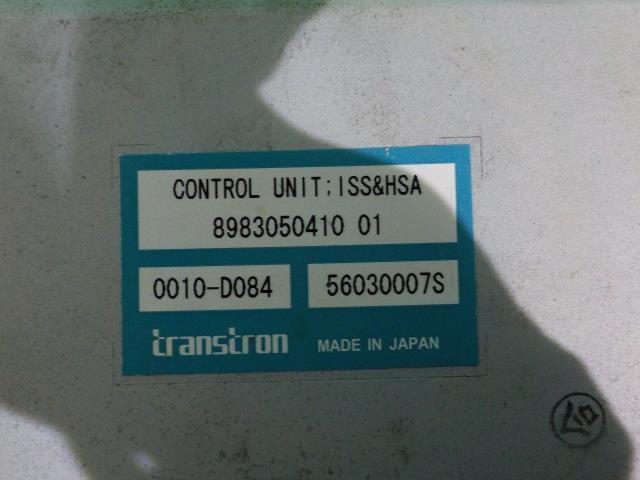 CONTROL UNIT;ISS&HSA
8983050410 01
0010-D084 56030007S
transtron MADE IN JAPAN